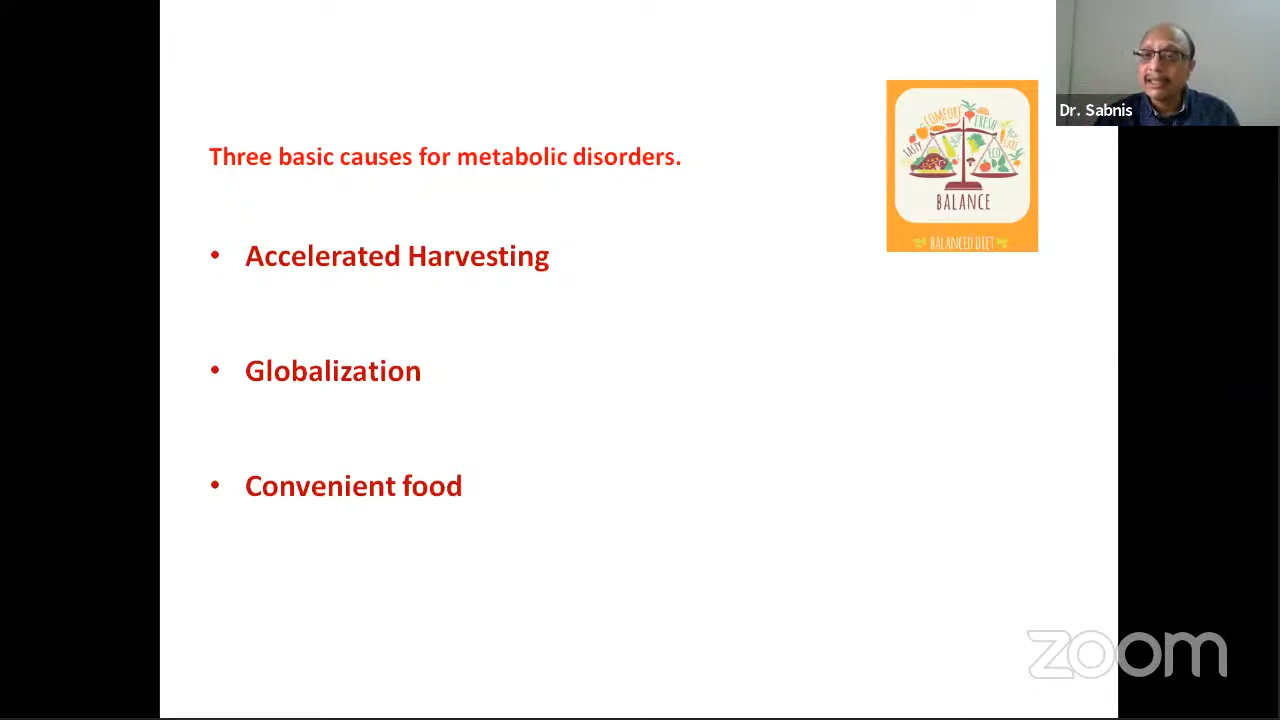 Dr. Sabnis
Three basic causes for metabolic disorders.
COMFORT
FRESH
TASTY
ECO
BALANCE
BALANCED DIET
• Accelerated Harvesting
• Globalization
• Convenient food
zoom